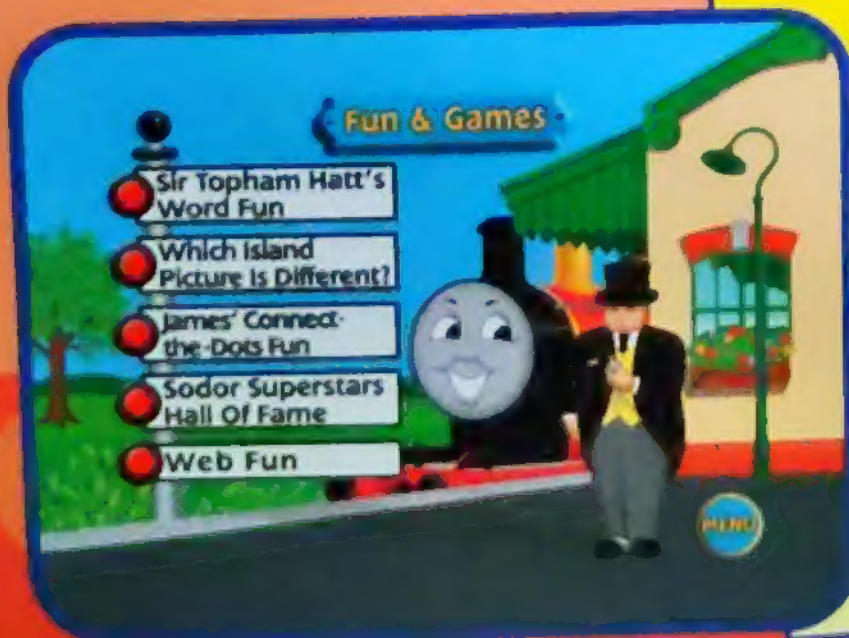 Fun & Games
Sir Topham Hatt's
Word Fun
Which Island
Picture Is Different?
James' Connect-
the-Dots Fun
Sodor Superstars
Hall Of Fame
Web Fun
MENU